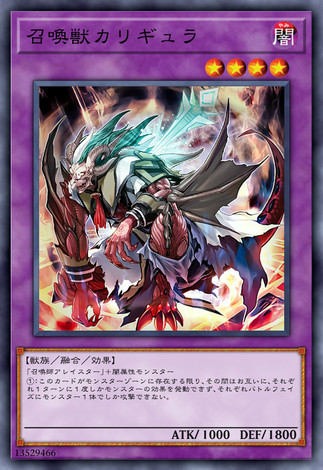 召喚獣カリギュラ
やみ
闇
【獣族／融合／効果】
「召喚師アレイスター」＋闇属性モンスター
①：このカードがモンスターゾーンに存在する限り、その間はお互いに、それぞ
れ１ターンに１度しかモンスターの効果を発動できず、それぞれバトルフェイ
ズにモンスター１体でしか攻撃できない。
ATK/1000 DEF/1800
13529466